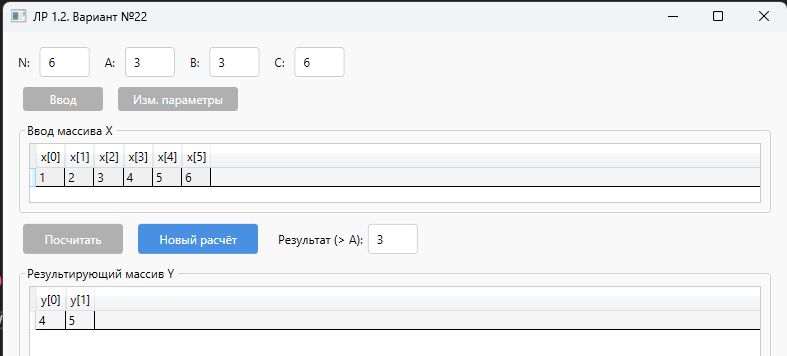 ЛР 1.2. Вариант №22
N: 6 A: 3 B: 3 C: 6
Ввод Изм. параметры
Ввод массива X
x[0] x[1] x[2] x[3] x[4] x[5]
1 2 3 4 5 6
Посчитать Новый расчёт Результат (> A): 3
Результирующий массив Y
y[0] y[1]
4 5